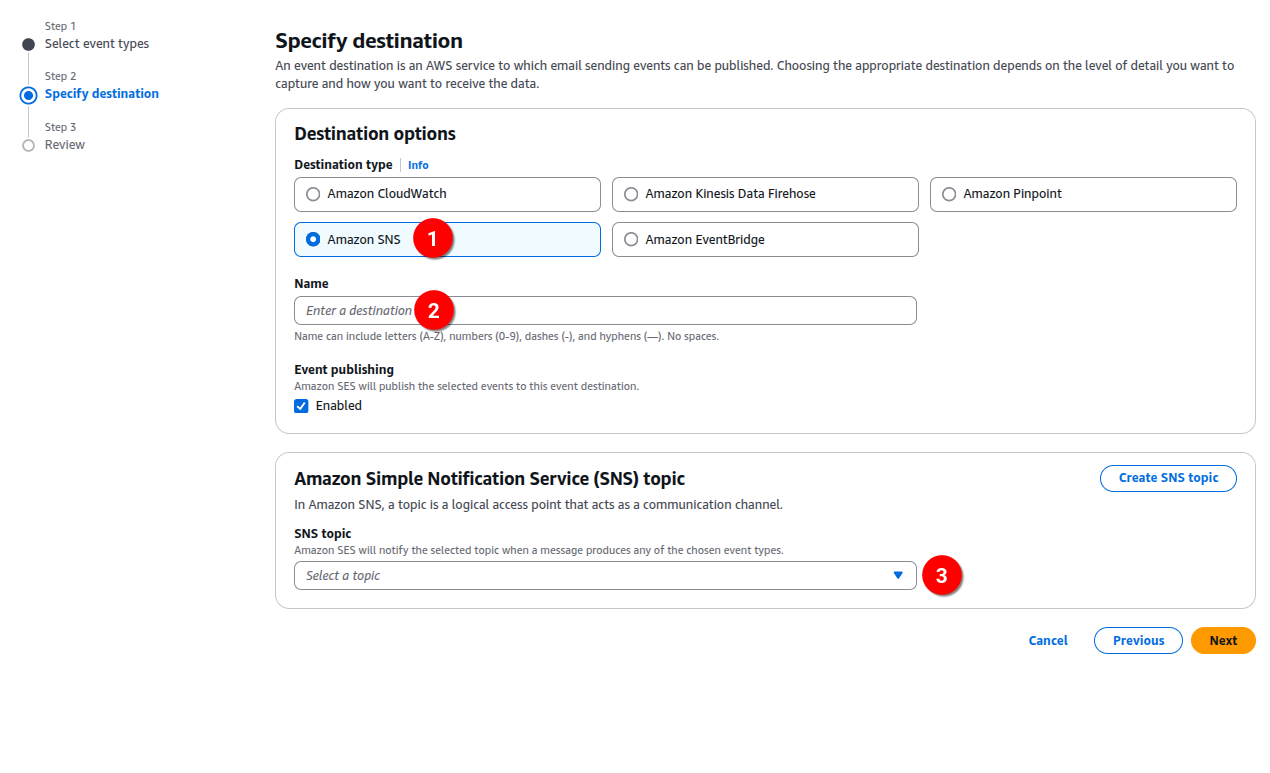 Step 1
Select event types
Step 2
Specify destination
Step 3
Review
Specify destination
An event destination is an AWS service to which email sending events can be published. Choosing the appropriate destination depends on the level of detail you want to
capture and how you want to receive the data.
Destination options
Destination type Info
Amazon CloudWatch
Amazon Kinesis Data Firehose
Amazon Pinpoint
Amazon SNS 1
Amazon EventBridge
Name
Enter a destination 2
Name can include letters (A-Z), numbers (0-9), dashes (-), and hyphens (—). No spaces.
Event publishing
Amazon SES will publish the selected events to this event destination.
Enabled
Amazon Simple Notification Service (SNS) topic
Create SNS topic
In Amazon SNS, a topic is a logical access point that acts as a communication channel.
SNS topic
Amazon SES will notify the selected topic when a message produces any of the chosen event types.
Select a topic
3
Cancel
Previous
Next